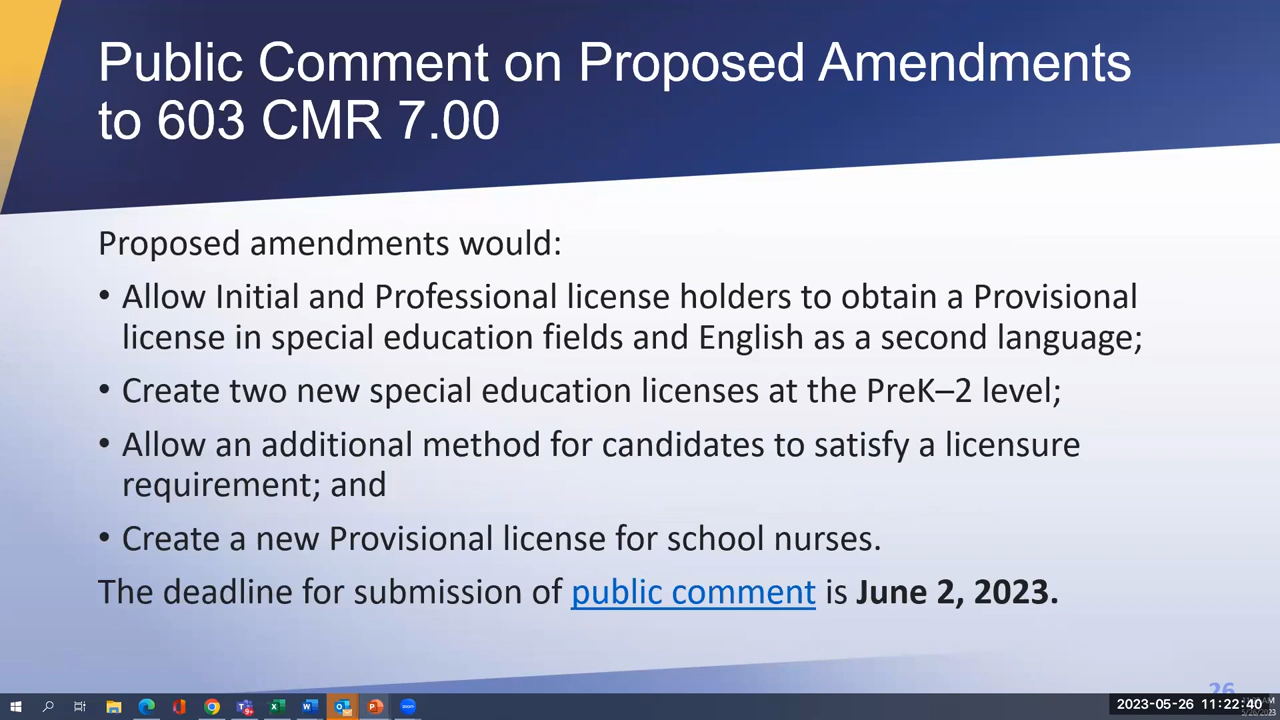 Public Comment on Proposed Amendments
to 603 CMR 7.00
Proposed amendments would:
• Allow Initial and Professional license holders to obtain a Provisional
license in special education fields and English as a second language;
• Create two new special education licenses at the PreK–2 level;
• Allow an additional method for candidates to satisfy a licensure
requirement; and
• Create a new Provisional license for school nurses.
The deadline for submission of public comment is June 2, 2023.
26
2023-05-26 11:22:40